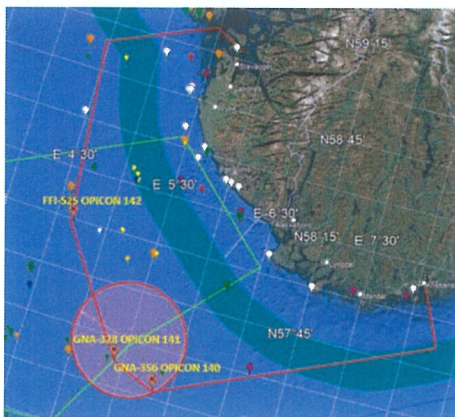 N59°15'
N58°45'
E 4°30'
E 5°30'
FFI-525 OPICON 142
E 6°30'
N58°15'
E 7°30'
N57°45'
GNA-328 OPICON 141
GNA-356 OPICON 140